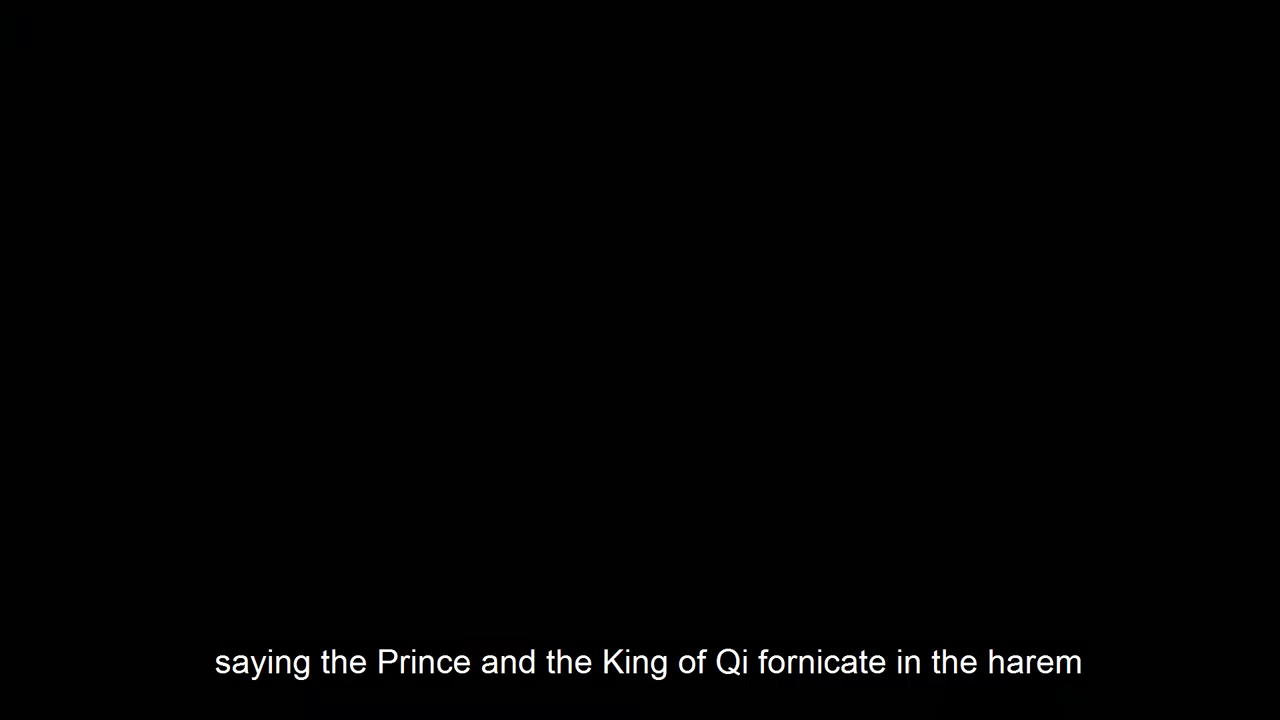 saying the Prince and the King of Qi fornicate in the harem